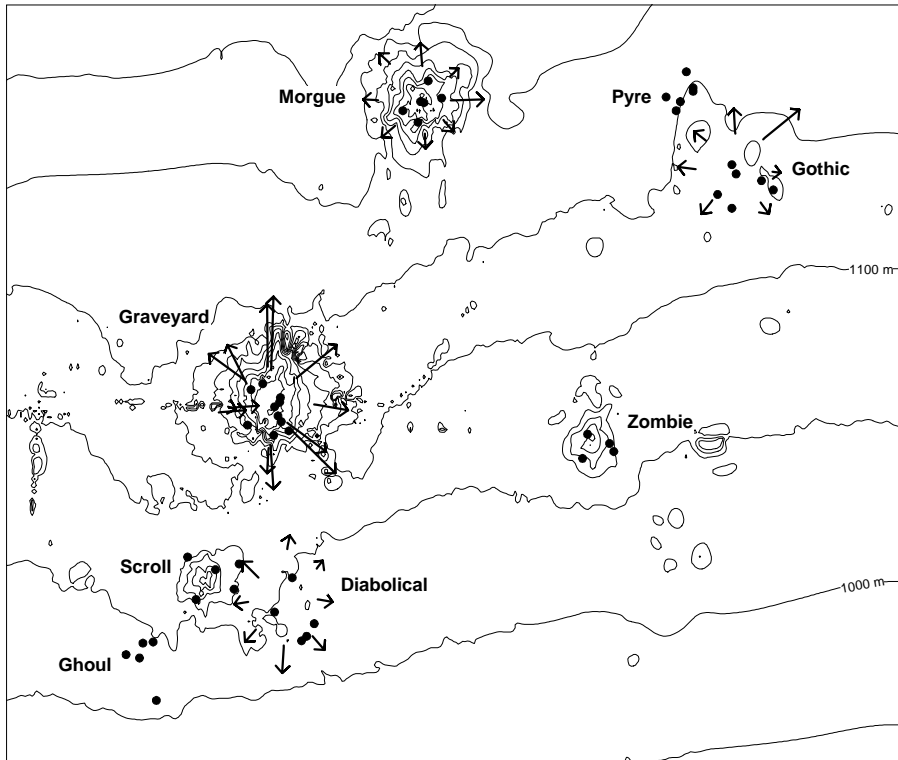 Morgue
Pyre
Gothic
1100 m
Graveyard
Zombie
Scroll
Diabolical
1000 m
Ghoul